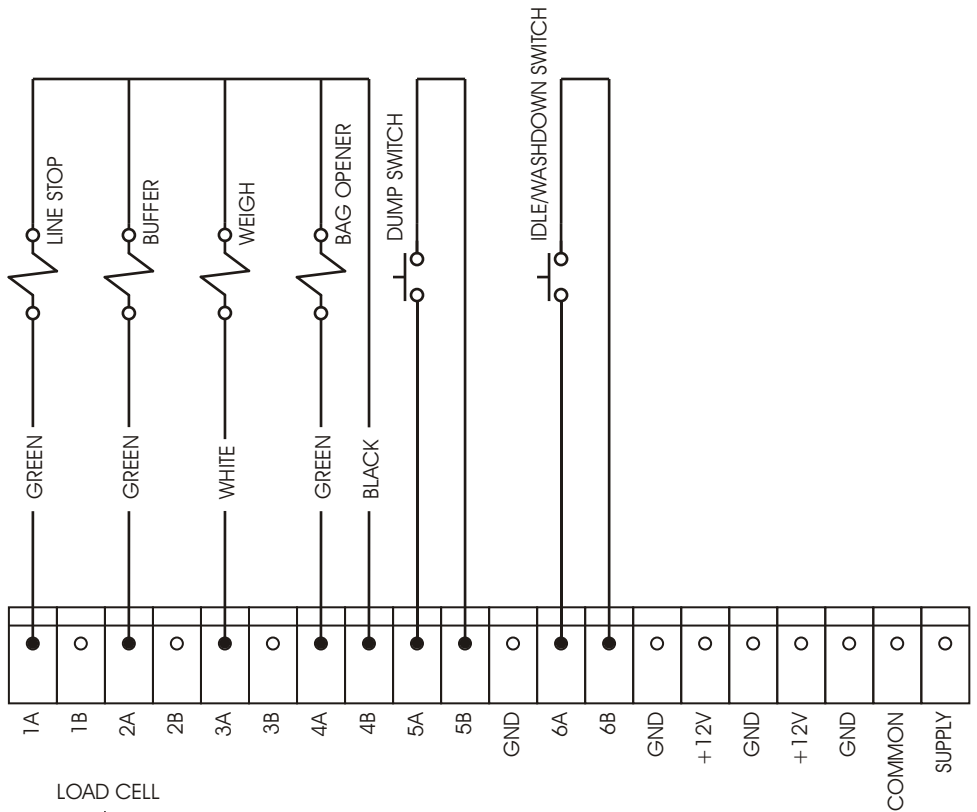 LINE STOP
BUFFER
WEIGH
BAG OPENER
DUMP SWITCH
IDLE/WASHDOWN SWITCH
GREEN
GREEN
WHITE
GREEN
BLACK
1A
1B
2A
2B
3A
3B
4A
4B
5A
5B
GND
6A
6B
GND
+12V
GND
+12V
GND
COMMON
SUPPLY
LOAD CELL